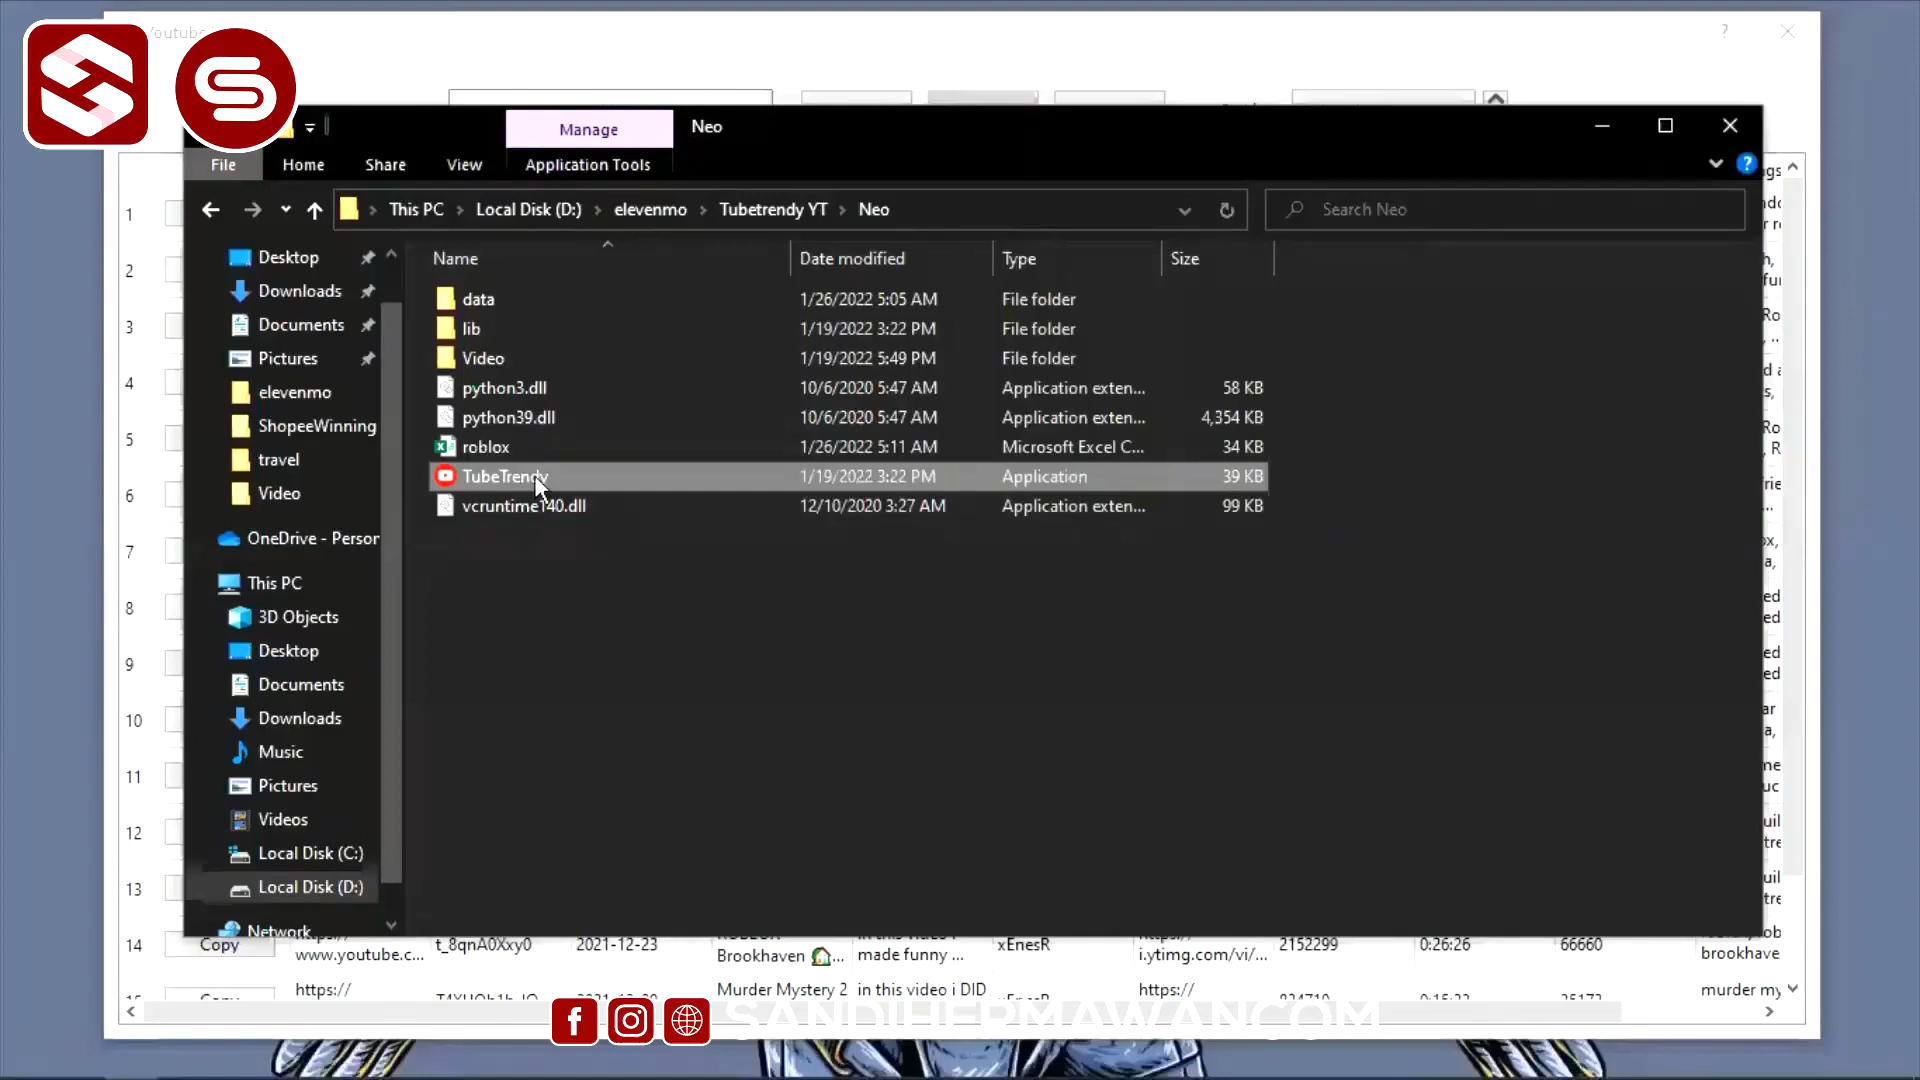 Youtube
?
Manage
Neo
File
Home
Share
View
Application Tools
?
This PC
Local Disk (D:)
elevenmo
Tubetrendy YT
Neo
Search Neo
Name
Date modified
Type
Size
data 1/26/2022 5:05 AM File folder
lib 1/19/2022 3:22 PM File folder
Video 1/19/2022 5:49 PM File folder
python3.dll 10/6/2020 5:47 AM Application exten... 58 KB
python39.dll 10/6/2020 5:47 AM Application exten... 4,354 KB
roblox 1/26/2022 5:11 AM Microsoft Excel C... 34 KB
TubeTrendy 1/19/2022 3:22 PM Application 39 KB
vcruntime140.dll 12/10/2020 3:27 AM Application exten... 99 KB
Desktop
Downloads
Documents
Pictures
elevenmo
ShopeeWinning
travel
Video
OneDrive - Person
This PC
3D Objects
Desktop
Documents
Downloads
Music
Pictures
Videos
Local Disk (C:)
Local Disk (D:)
Network
1
2
3
4
5
6
7
8
9
10
11
12
13
14
Copy
www.youtube.c...
t_8qnA0Xxy0
2021-12-23
Brookhaven 🏠...
made funny ...
xEnesR
i.ytimg.com/vi/...
2152299
0:26:26
66660
brookhave
https://
Murder Mystery 2
in this video i DID
https://
murder my
SANDIHERMAWAN.COM